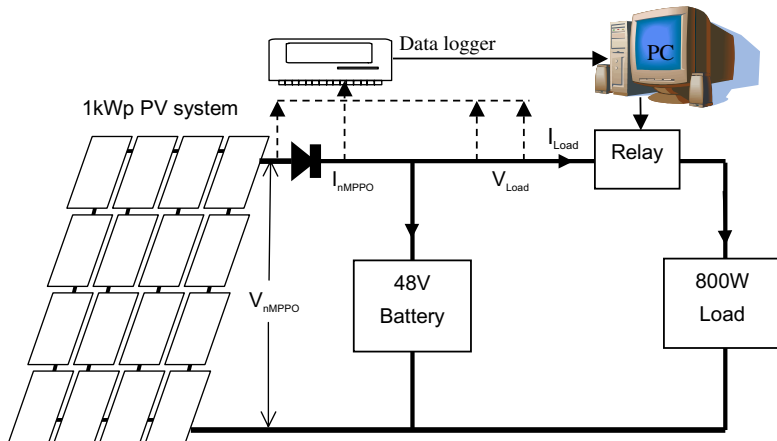 Data logger
PC
1kWp PV system
I_Load
Relay
I_nMPPO
V_Load
V_nMPPO
48V
Battery
800W
Load